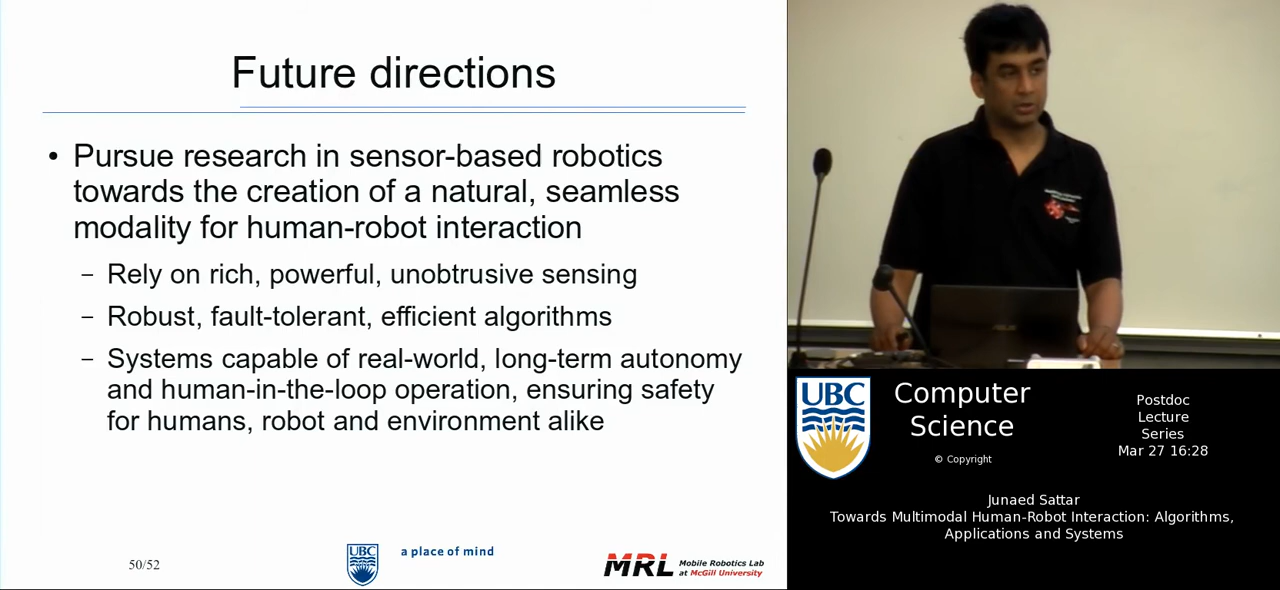 Future directions
• Pursue research in sensor-based robotics
towards the creation of a natural, seamless
modality for human-robot interaction
– Rely on rich, powerful, unobtrusive sensing
– Robust, fault-tolerant, efficient algorithms
– Systems capable of real-world, long-term autonomy
and human-in-the-loop operation, ensuring safety
for humans, robot and environment alike
50/52
UBC
a place of mind
MRL
Mobile Robotics Lab
at McGill University
UBC
Computer
Science
© Copyright
Postdoc
Lecture
Series
Mar 27 16:28
Junaed Sattar
Towards Multimodal Human-Robot Interaction: Algorithms,
Applications and Systems